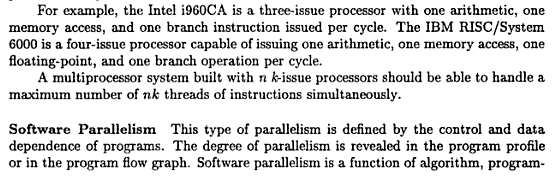 For example, the Intel i960CA is a three-issue processor with one arithmetic, one
memory access, and one branch instruction issued per cycle. The IBM RISC/System
6000 is a four-issue processor capable of issuing one arithmetic, one memory access, one
floating-point, and one branch operation per cycle.
A multiprocessor system built with n k-issue processors should be able to handle a
maximum number of nk threads of instructions simultaneously.
Software Parallelism This type of parallelism is defined by the control and data
dependence of programs. The degree of parallelism is revealed in the program profile
or in the program flow graph. Software parallelism is a function of algorithm, program-